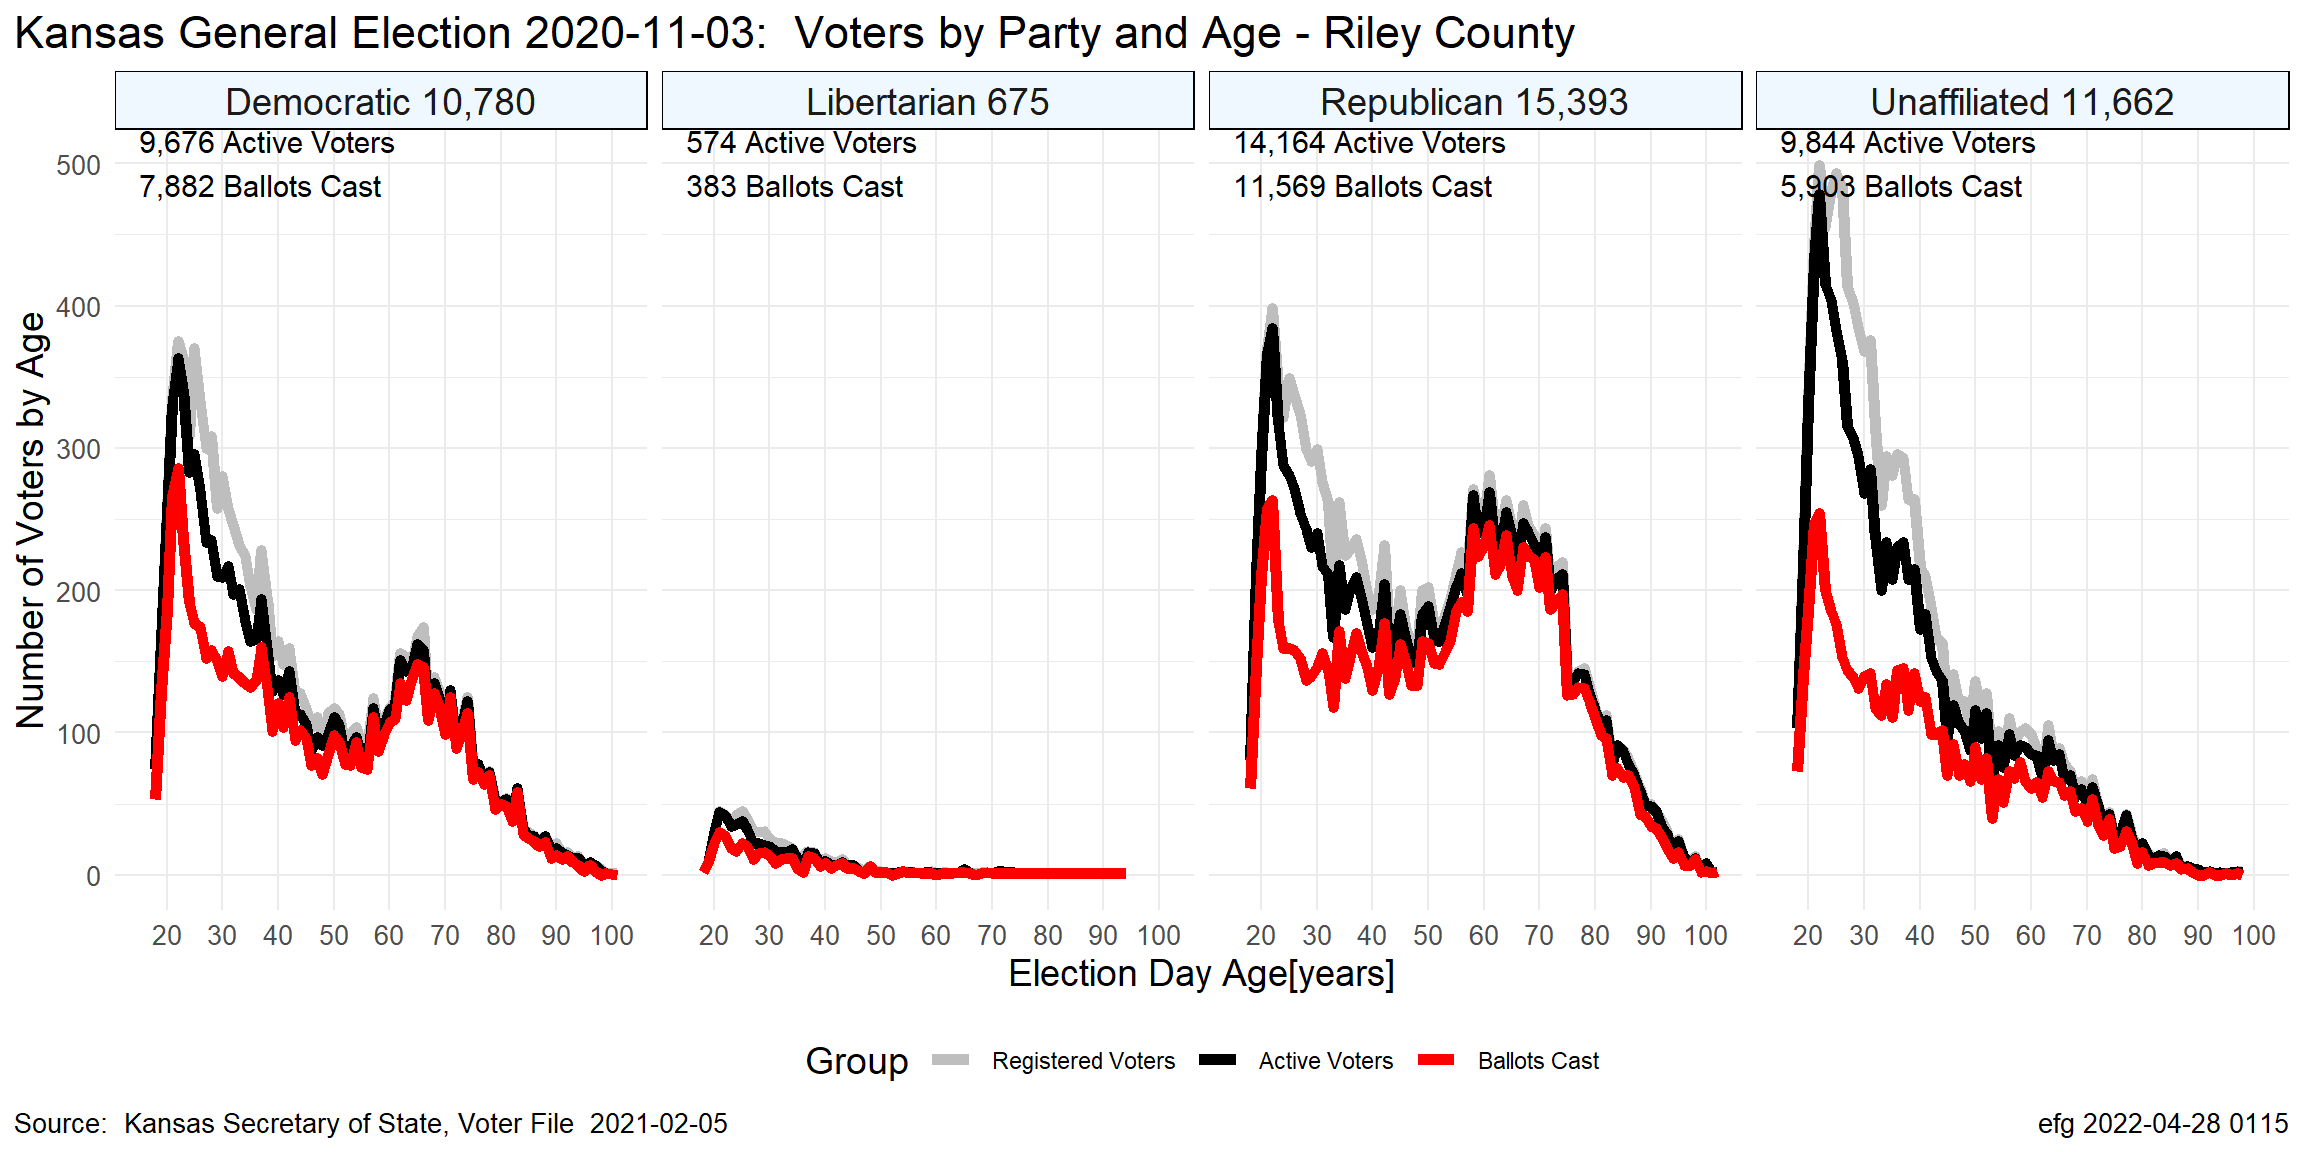 Kansas General Election 2020-11-03:  Voters by Party and Age - Riley County
Democratic 10,780
Libertarian 675
Republican 15,393
Unaffiliated 11,662
9,676 Active Voters
7,882 Ballots Cast
574 Active Voters
383 Ballots Cast
14,164 Active Voters
11,569 Ballots Cast
9,844 Active Voters
5,903 Ballots Cast
Number of Voters by Age
500
400
300
200
100
0
20 30 40 50 60 70 80 90 100
20 30 40 50 60 70 80 90 100
20 30 40 50 60 70 80 90 100
20 30 40 50 60 70 80 90 100
Election Day Age[years]
Group Registered Voters Active Voters Ballots Cast
Source:  Kansas Secretary of State, Voter File  2021-02-05
efg 2022-04-28 0115